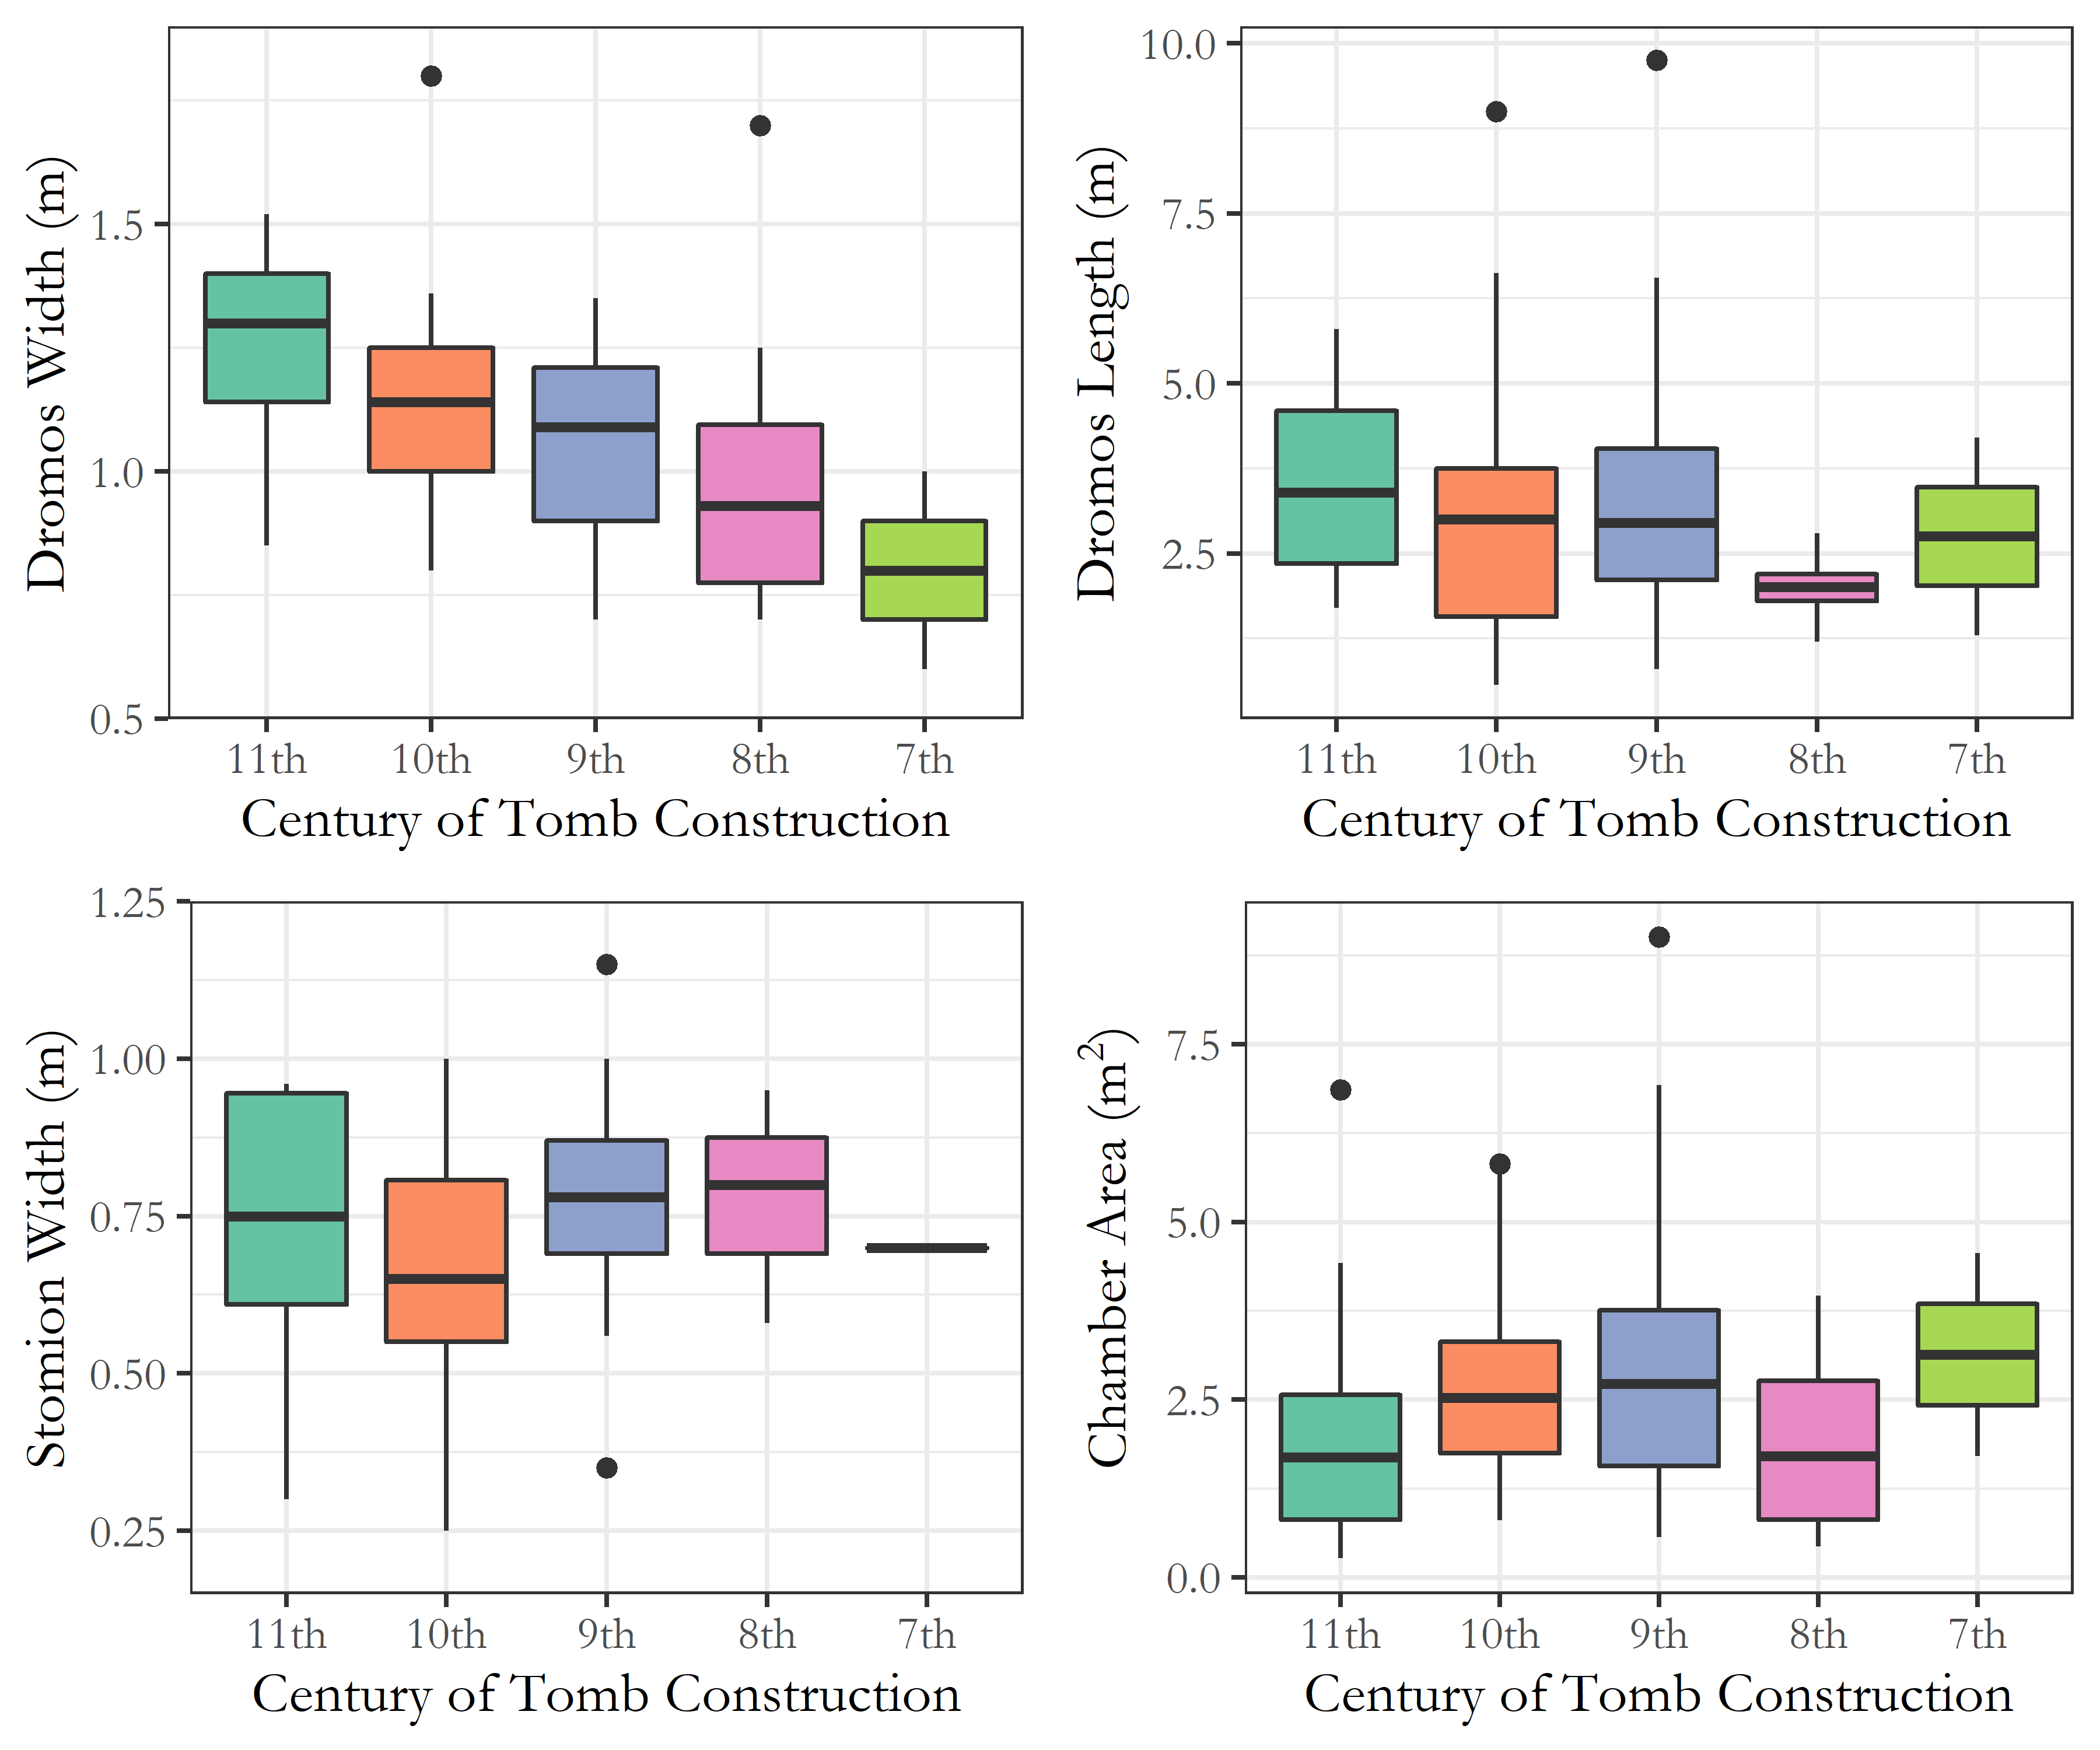 Dromos Width (m)
1.5
1.0
0.5
11th 10th 9th 8th 7th
Century of Tomb Construction
Dromos Length (m)
10.0
7.5
5.0
2.5
11th 10th 9th 8th 7th
Century of Tomb Construction
Stomion Width (m)
1.25
1.00
0.75
0.50
0.25
11th 10th 9th 8th 7th
Century of Tomb Construction
Chamber Area (m²)
7.5
5.0
2.5
0.0
11th 10th 9th 8th 7th
Century of Tomb Construction